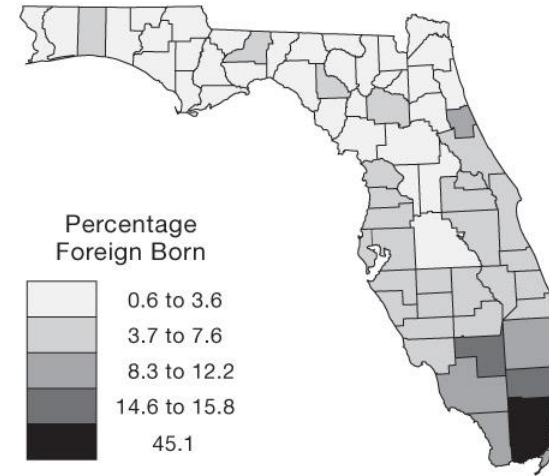 Percentage
Foreign Born
0.6 to 3.6
3.7 to 7.6
8.3 to 12.2
14.6 to 15.8
45.1